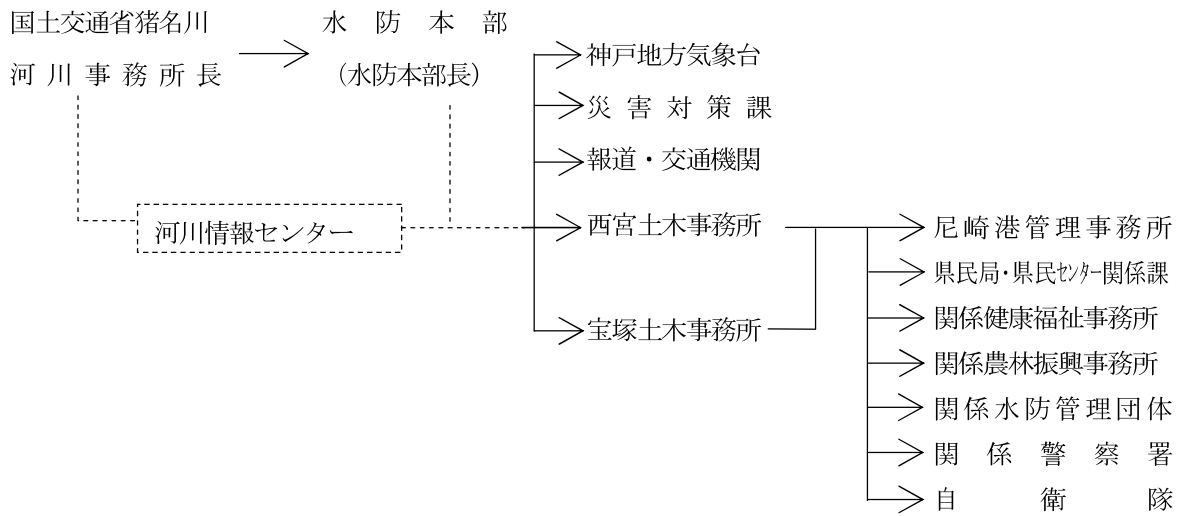 国土交通省猪名川
河川事務所長
水防本部
（水防本部長）
河川情報センター
神戸地方気象台
災害対策課
報道・交通機関
西宮土木事務所
宝塚土木事務所
尼崎港管理事務所
県民局・県民ｾﾝﾀｰ関係課
関係健康福祉事務所
関係農林振興事務所
関係水防管理団体
関係警察署
自衛隊